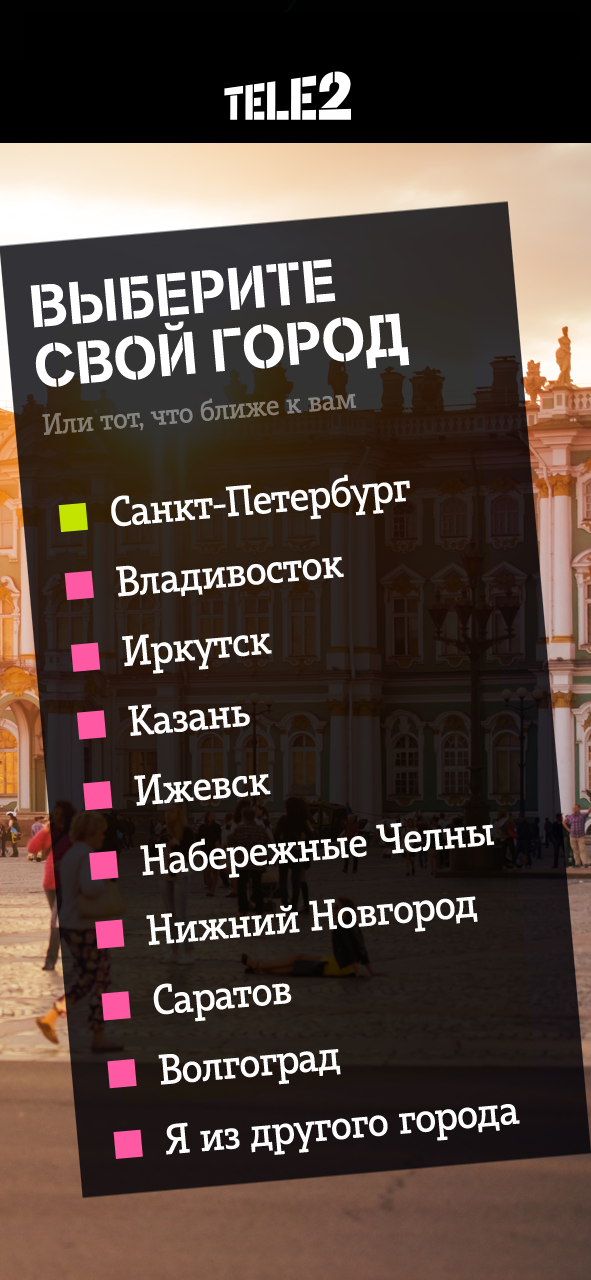 TELE2
ВЫБЕРИТЕ
СВОЙ ГОРОД
Или тот, что ближе к вам
Санкт-Петербург
Владивосток
Иркутск
Казань
Ижевск
Набережные Челны
Нижний Новгород
Саратов
Волгоград
Я из другого города